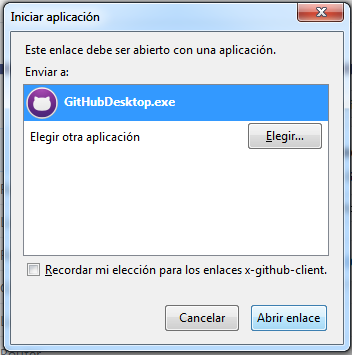 Iniciar aplicación
Este enlace debe ser abierto con una aplicación.
Enviar a:
GitHubDesktop.exe
Elegir otra aplicación
Elegir...
Recordar mi elección para los enlaces x-github-client.
Cancelar
Abrir enlace